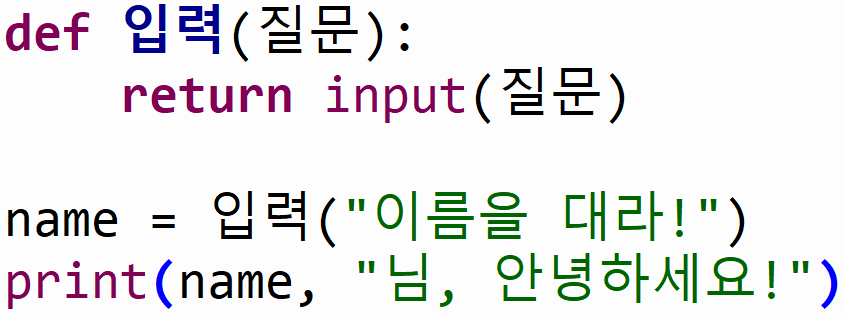 def 입력(질문):
    return input(질문)
name = 입력("이름을 대라!")
print(name, "님, 안녕하세요!")